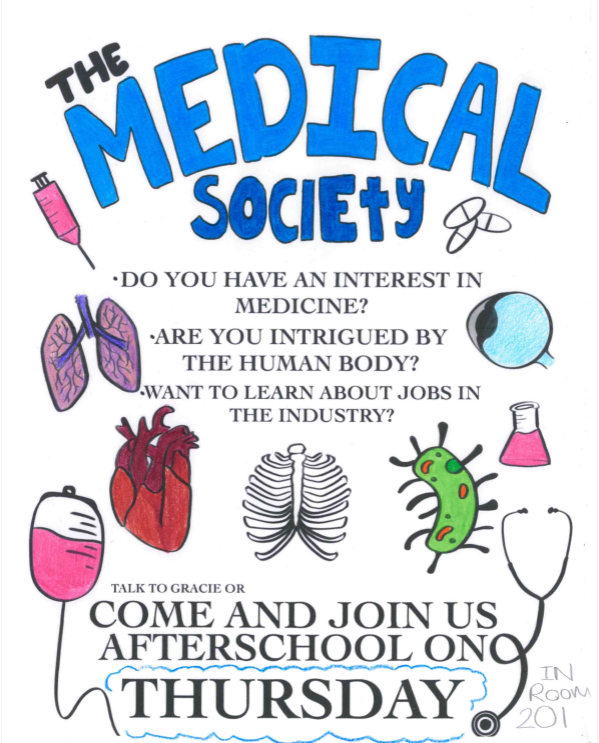 THE
MEDICAL
SOCIETY
·DO YOU HAVE AN INTEREST IN
MEDICINE?
·ARE YOU INTRIGUED BY
THE HUMAN BODY?
·WANT TO LEARN ABOUT JOBS IN
THE INDUSTRY?
TALK TO GRACIE OR
COME AND JOIN US
AFTERSCHOOL ON
THURSDAY
IN
ROOM
201